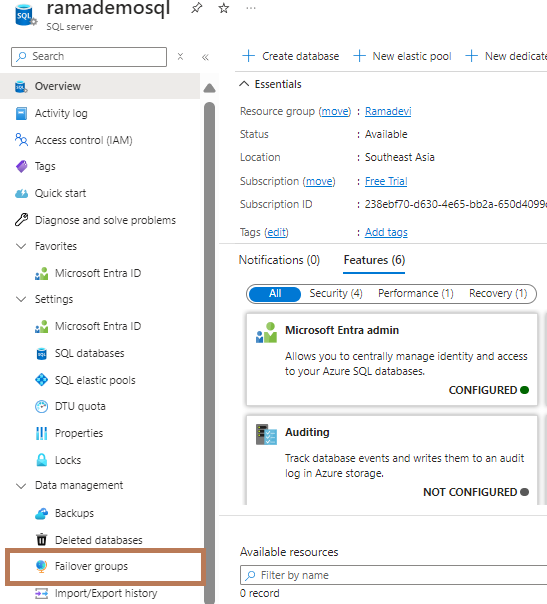 ramademosql
SQL server
Search
Overview
Activity log
Access control (IAM)
Tags
Quick start
Diagnose and solve problems
Favorites
Microsoft Entra ID
Settings
Microsoft Entra ID
SQL databases
SQL elastic pools
DTU quota
Properties
Locks
Data management
Backups
Deleted databases
Failover groups
Import/Export history
Create database New elastic pool New dedicate
Essentials
Resource group (move) : Ramadevi
Status : Available
Location : Southeast Asia
Subscription (move) : Free Trial
Subscription ID : 238ebf70-d630-4e65-bb2a-650d4099
Tags (edit) : Add tags
Notifications (0) Features (6)
All Security (4) Performance (1) Recovery (1)
Microsoft Entra admin
Allows you to centrally manage identity and access
to your Azure SQL databases.
CONFIGURED
Auditing
Track database events and writes them to an audit
log in Azure storage.
NOT CONFIGURED
Available resources
Filter by name
0 record